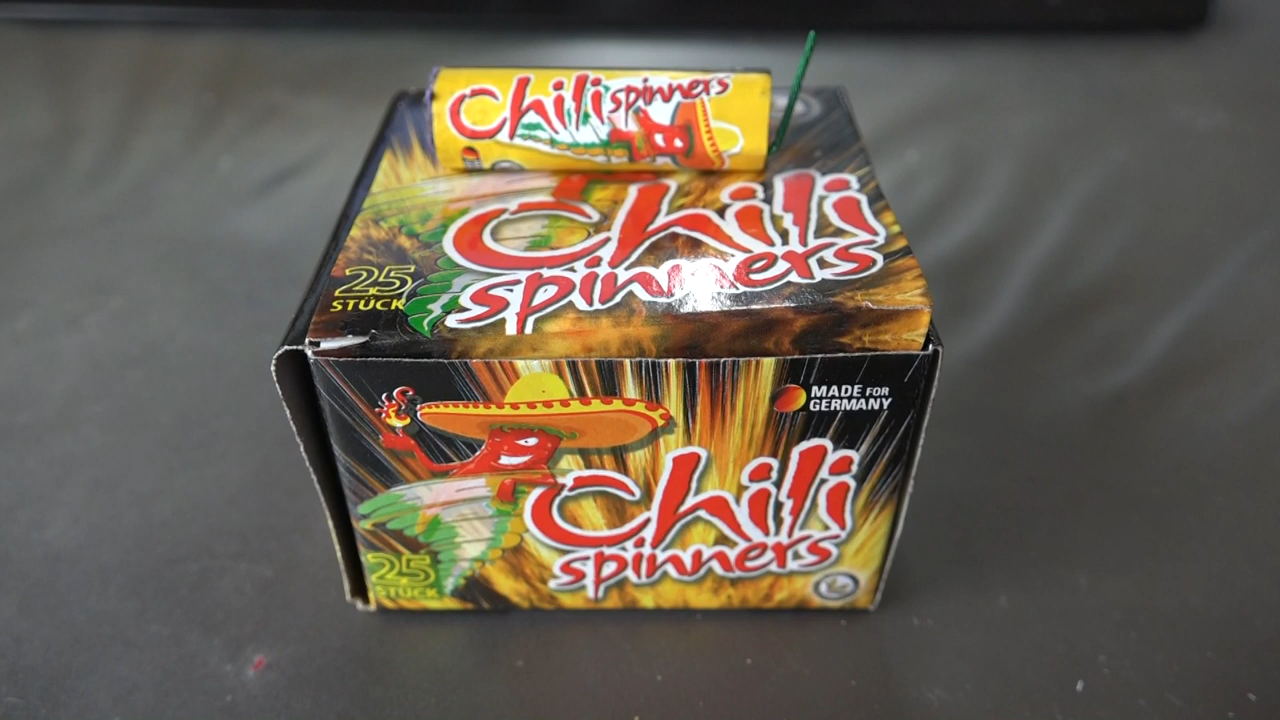 Chili spinners
Chili
spinners
25
STÜCK
MADE FOR
GERMANY
Chili
spinners
25
STÜCK